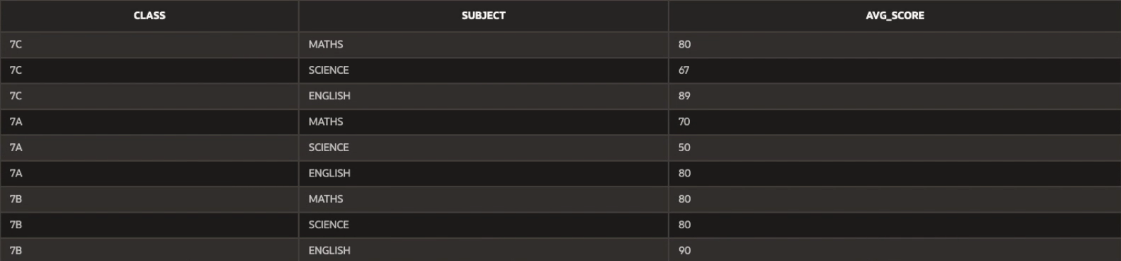 CLASS SUBJECT AVG_SCORE
7C MATHS 80
7C SCIENCE 67
7C ENGLISH 89
7A MATHS 70
7A SCIENCE 50
7A ENGLISH 80
7B MATHS 80
7B SCIENCE 80
7B ENGLISH 90